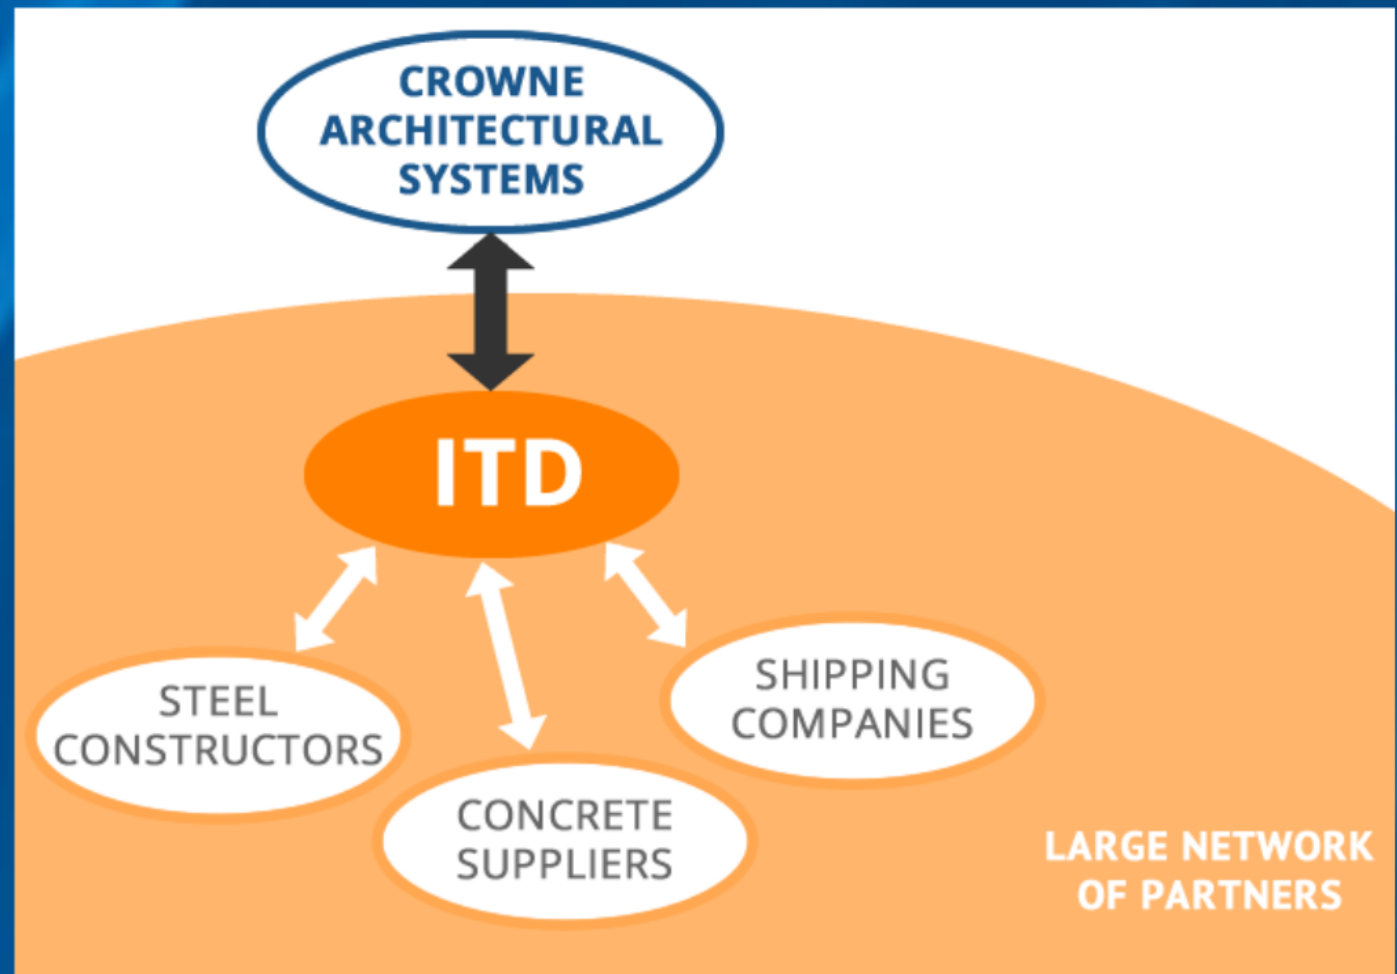 CROWNE
ARCHITECTURAL
SYSTEMS
ITD
STEEL
CONSTRUCTORS
CONCRETE
SUPPLIERS
SHIPPING
COMPANIES
LARGE NETWORK
OF PARTNERS